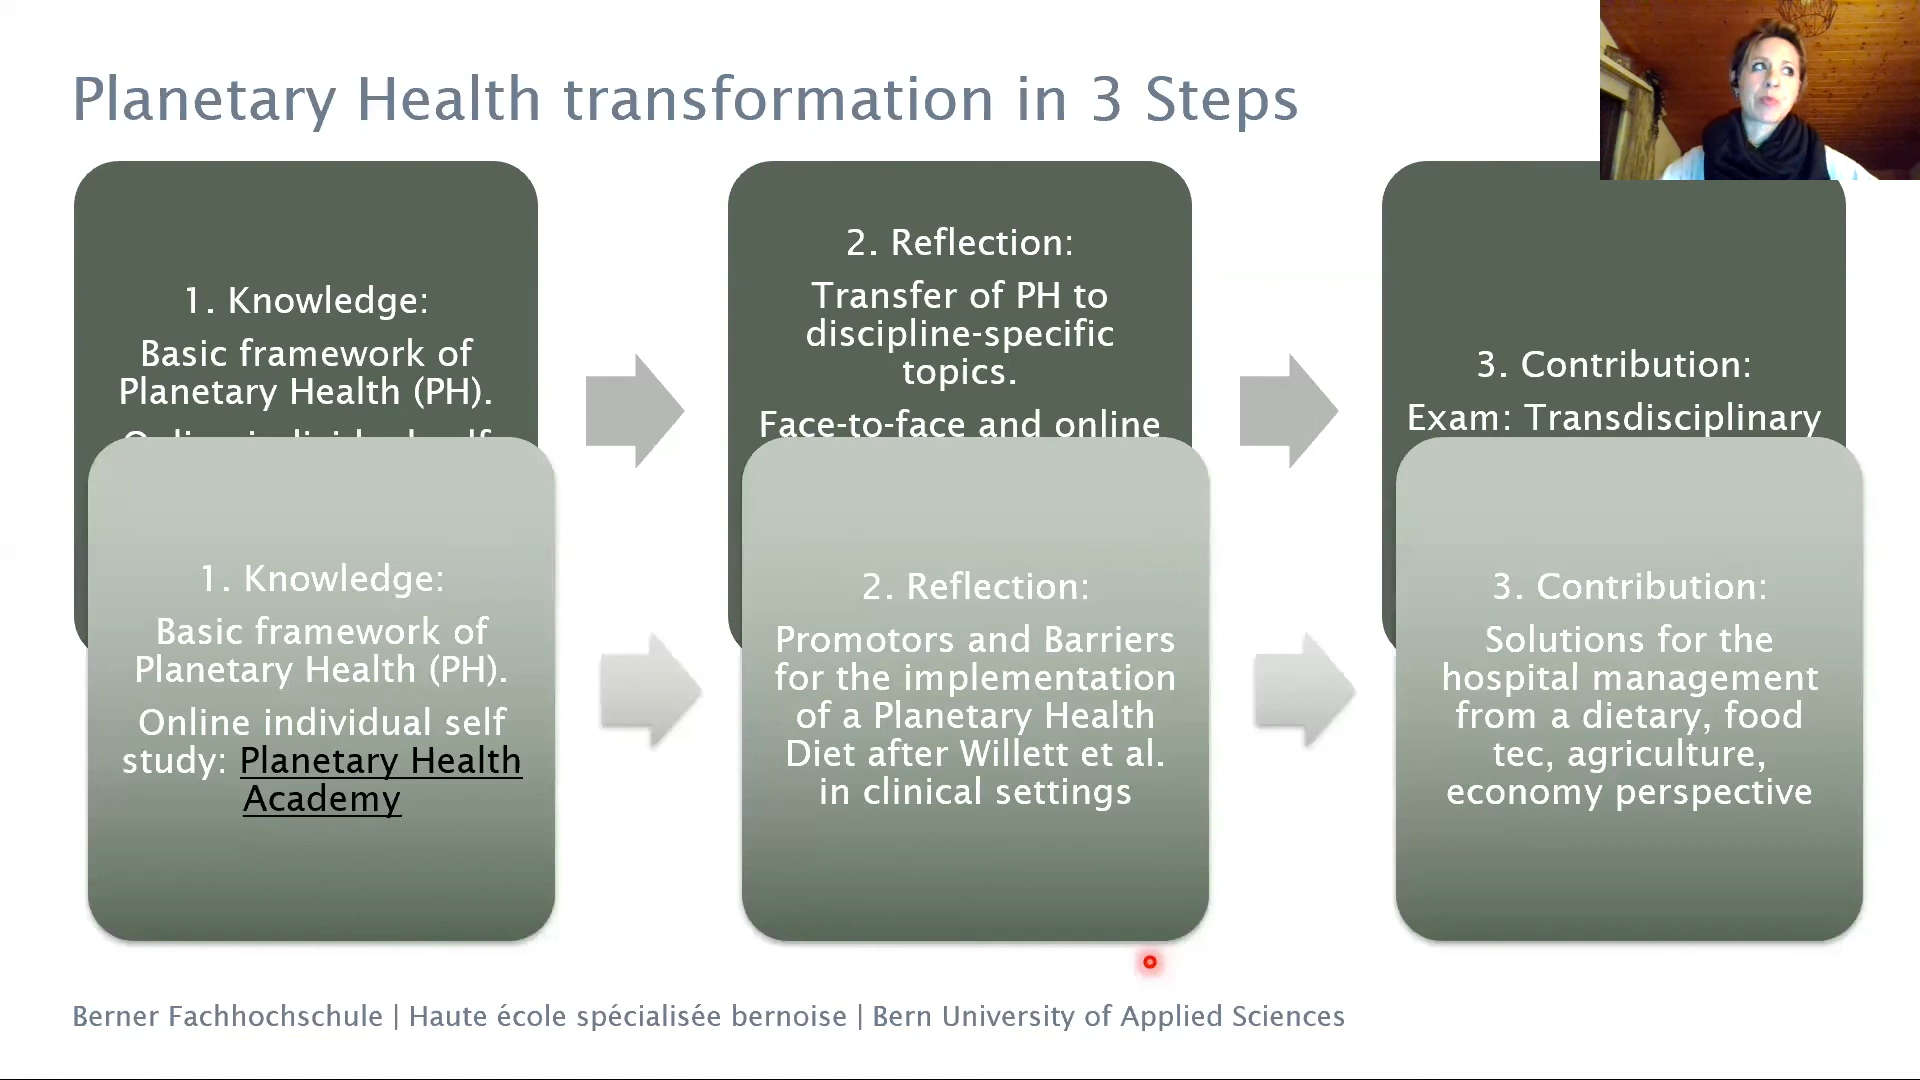 Planetary Health transformation in 3 Steps
1. Knowledge:
Basic framework of
Planetary Health (PH).
2. Reflection:
Transfer of PH to
discipline-specific
topics.
Face-to-face and online
3. Contribution:
Exam: Transdisciplinary
1. Knowledge:
Basic framework of
Planetary Health (PH).
Online individual self
study: Planetary Health
Academy
2. Reflection:
Promotors and Barriers
for the implementation
of a Planetary Health
Diet after Willett et al.
in clinical settings
3. Contribution:
Solutions for the
hospital management
from a dietary, food
tec, agriculture,
economy perspective
Berner Fachhochschule | Haute école spécialisée bernoise | Bern University of Applied Sciences